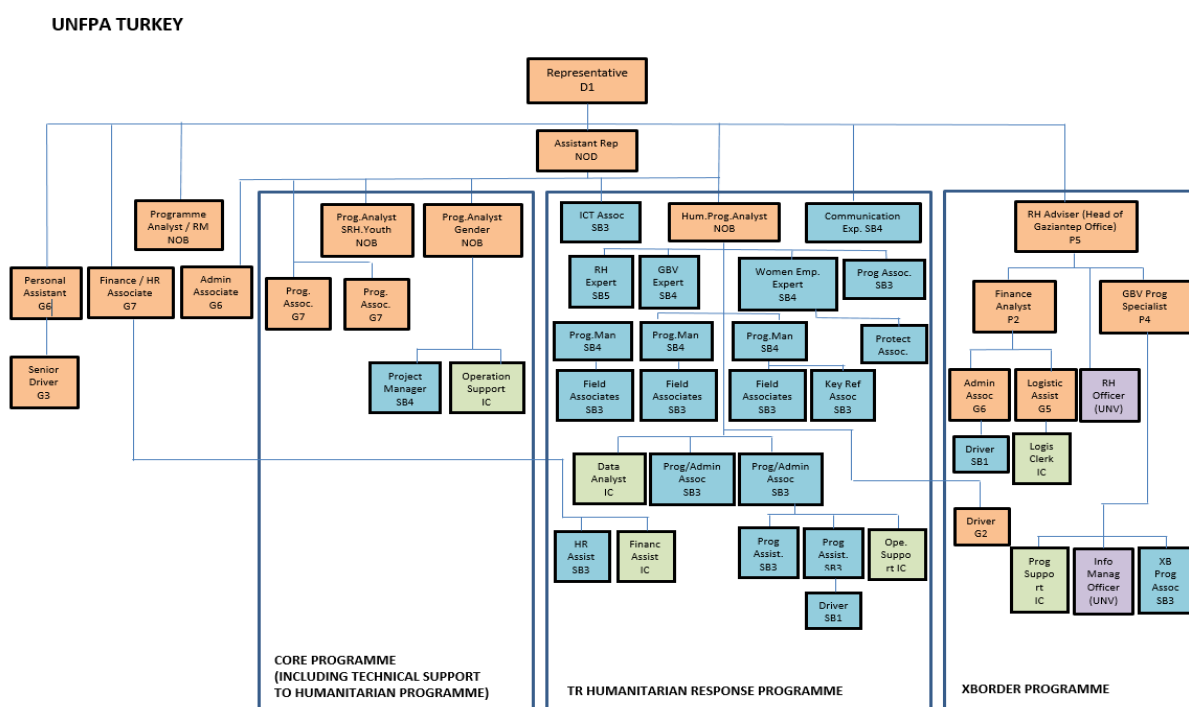 UNFPA TURKEY
Representative
D1
Assistant Rep
NOD
Programme
Analyst / RM
NOB
Prog.Analyst
SRH.Youth
NOB
Prog.Analyst
Gender
NOB
ICT Assoc
SB3
Hum.Prog.Analyst
NOB
Communication
Exp. SB4
RH Adviser (Head of
Gaziantep Office)
P5
Personal
Assistant
G6
Finance / HR
Associate
G7
Admin
Associate
G6
Prog.
Assoc.
G7
Prog.
Assoc.
G7
RH
Expert
SB5
GBV
Expert
SB4
Women Emp.
Expert
SB4
Prog Assoc.
SB3
Finance
Analyst
P2
GBV Prog
Specialist
P4
Prog.Man
SB4
Prog.Man
SB4
Prog.Man
SB4
Protect
Assoc.
Senior
Driver
G3
Project
Manager
SB4
Operation
Support
IC
Field
Associates
SB3
Field
Associates
SB3
Field
Associates
SB3
Key Ref
Assoc
SB3
Admin
Assoc
G6
Logistic
Assist
G5
RH
Officer
(UNV)
Driver
SB1
Logis
Clerk
IC
Data
Analyst
IC
Prog/Admin
Assoc
SB3
Prog/Admin
Assoc
SB3
Driver
G2
HR
Assist
SB3
Financ
Assist
IC
Prog
Assist.
SB3
Prog
Assist.
SB3
Ope.
Suppo
rt IC
Prog
Suppo
rt
IC
Info
Manag
Officer
(UNV)
XB
Prog
Assoc
SB3
Driver
SB1
CORE PROGRAMME
(INCLUDING TECHNICAL SUPPORT
TO HUMANITARIAN PROGRAMME)
TR HUMANITARIAN RESPONSE PROGRAMME
XBORDER PROGRAMME